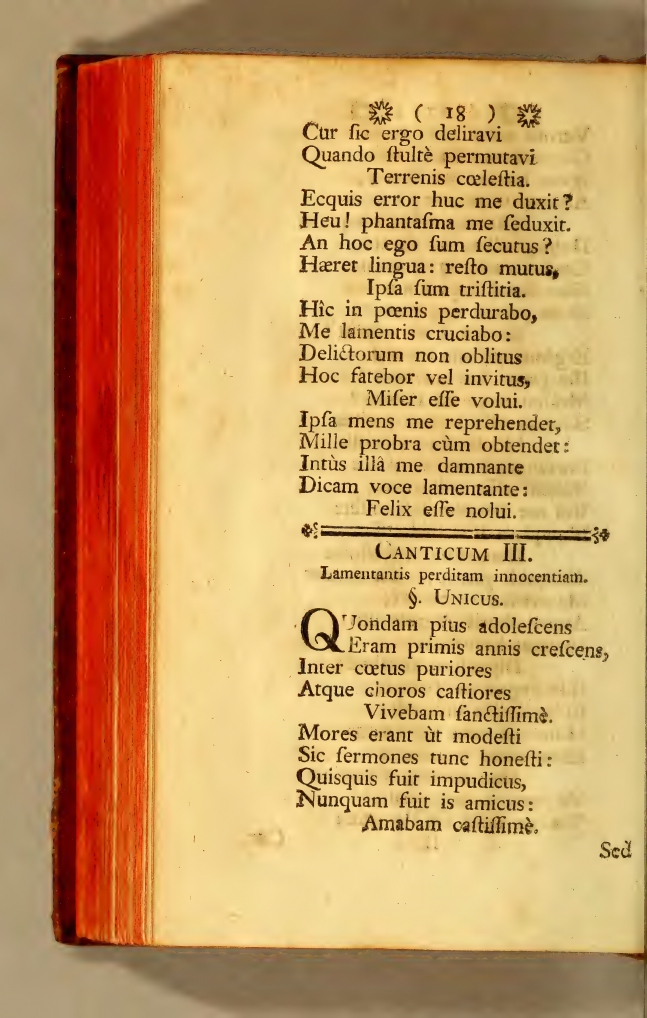 ( 18 )
Cur ſic ergo deliravi
Quando ſtultè permutavi
Terrenis cœleſtia.
Ecquis error huc me duxit?
Heu! phantaſma me ſeduxit.
An hoc ego ſum ſecutus?
Hæret lingua: reſto mutus,
Ipſa ſum triſtitia.
Hîc in pœnis perdurabo,
Me lamentis cruciabo:
Delictorum non oblitus
Hoc fatebor vel invitus,
Miſer eſſe volui.
Ipſa mens me reprehendet,
Mille probra cùm obtendet:
Intùs illâ me damnante
Dicam voce lamentante:
Felix eſſe nolui.
CANTICUM III.
Lamentantis perditam innocentiam.
§. UNICUS.
QUondam pius adoleſcens
Eram primis annis creſcens,
Inter cœtus puriores
Atque choros caſtiores
Vivebam ſanctiſſimè.
Mores erant ùt modeſti
Sic ſermones tunc honeſti:
Quisquis fuit impudicus,
Nunquam fuit is amicus:
Amabam caſtiſſimè.
Sed